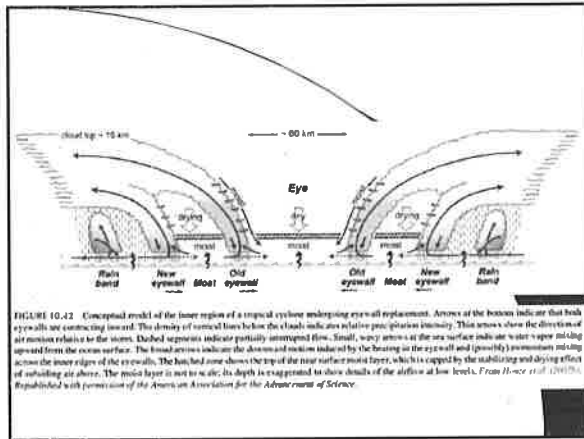 cloud top ~ 15 km
~ 60 km
Eye
moist
moist
drying
dry
drying
moist
moist
moist
Rain band
New eyewall
Moat
Old eyewall
Old eyewall
Moat
New eyewall
Rain band
FIGURE 10.42 Conceptual model of the inner region of a tropical cyclone undergoing eyewall replacement. Arrows at the bottom indicate that both
eyewalls are contracting inward. The density of vertical lines below the clouds indicates relative precipitation intensity. Thin arrows show the direction of
air motion relative to the storm. Dashed segments indicate partially interrupted flow. Small, wavy arrows at the sea surface indicate water vapor mixing
upward from the ocean surface. The broad arrows indicate the downward motion induced by the heating in the eyewall and (possibly) momentum mixing
across the inner edges of the eyewalls. The hatched zone shows the top of the near surface moist layer, which is capped by the stabilizing and drying effect
of subsiding air above. The moist layer is not to scale; its depth is exaggerated to show details of the airflow at low levels. From Houze et al. (2007b).
Republished with permission of the American Association for the Advancement of Science.